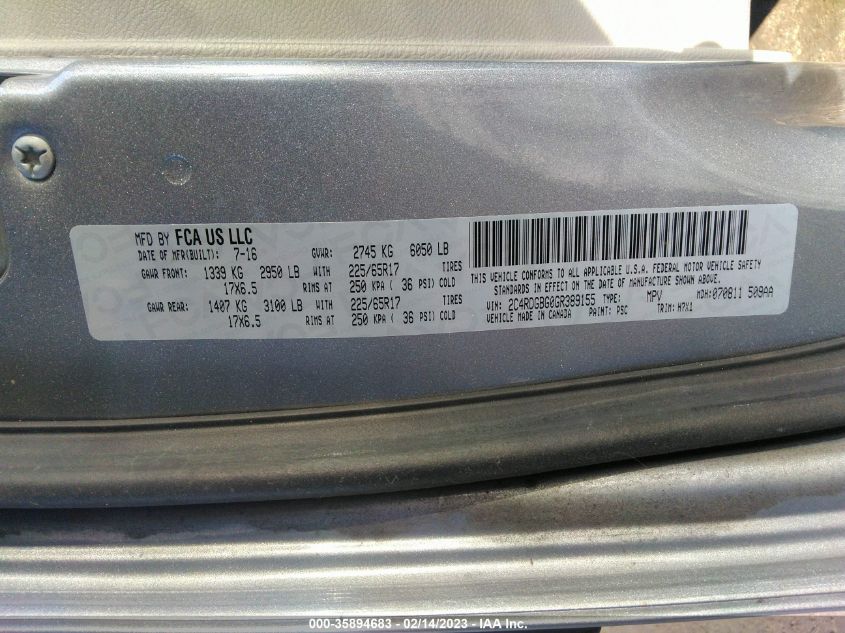 MFD BY FCA US LLC
DATE OF MFR(BUILT): 7-16 GVWR: 2745 KG 6050 LB
GAWR FRONT: 1339 KG 2950 LB WITH 225/65R17 TIRES
17X6.5 RIMS AT 250 KPA ( 36 PSI) COLD
GAWR REAR: 1407 KG 3100 LB WITH 225/65R17 TIRES
17X6.5 RIMS AT 250 KPA ( 36 PSI) COLD
THIS VEHICLE CONFORMS TO ALL APPLICABLE U.S.A. FEDERAL MOTOR VEHICLE SAFETY
STANDARDS IN EFFECT ON THE DATE OF MANUFACTURE SHOWN ABOVE.
VIN: 2C4RDGBG0GR389155 TYPE: MPV MDH: 070811 509AA
VEHICLE MADE IN CANADA PAINT: PSC TRIM: H7X1
000-35894683 - 02/14/2023 - IAA Inc.